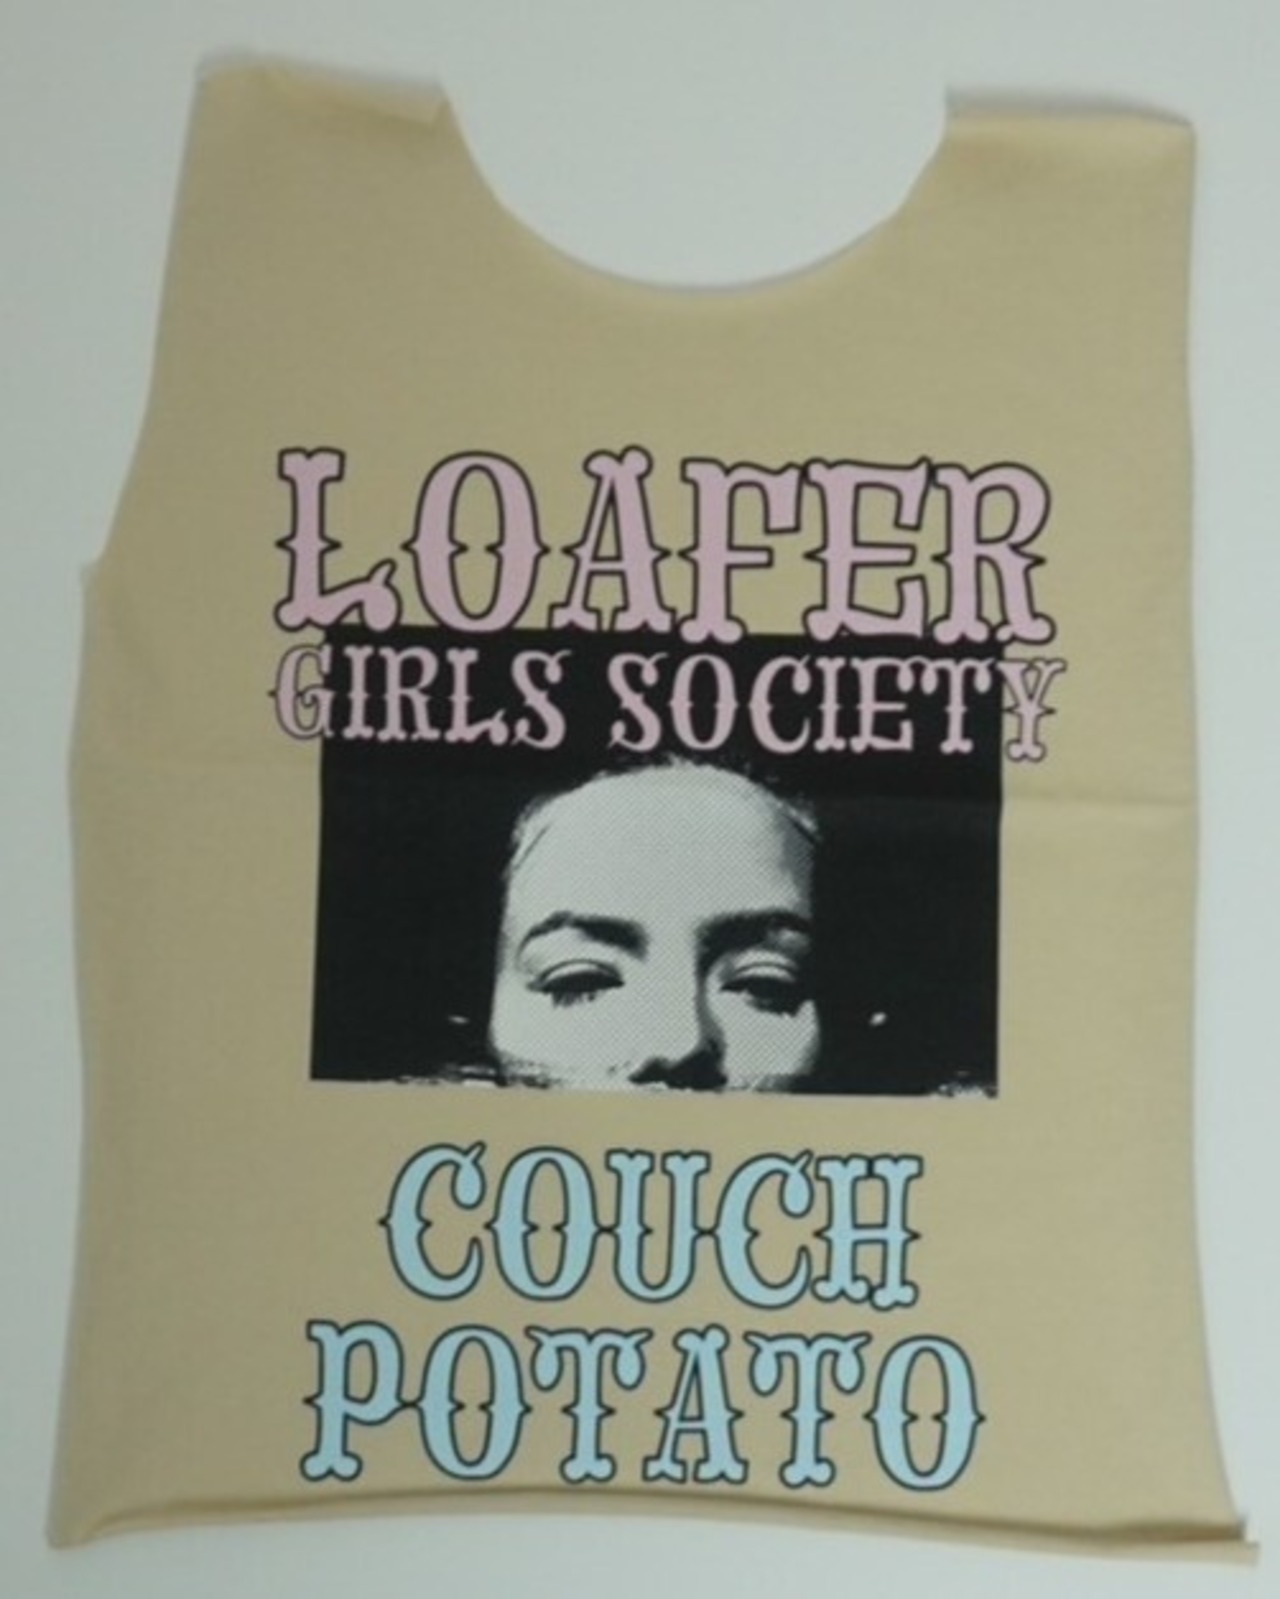 LOAFER
GIRLS SOCIETY
COUCH
POTATO